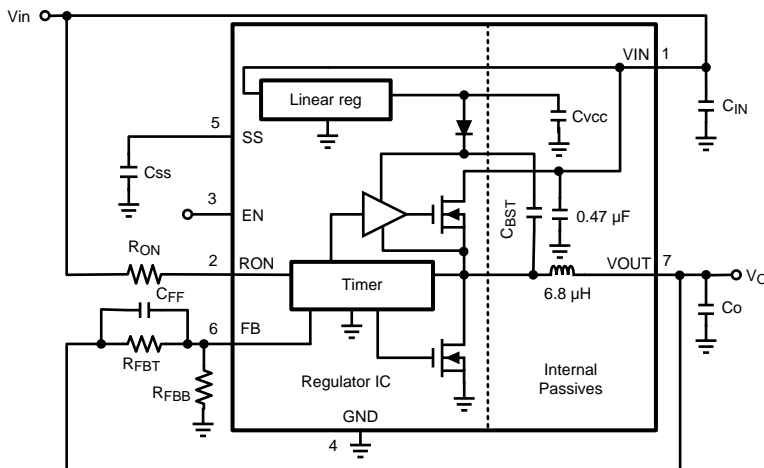 Vin
VIN
1
Linear reg
CVCC
CIN
5
SS
CSS
3
EN
CBST
0.47 µF
RON
2
RON
VOUT
7
Timer
VO
6.8 µH
CFF
Co
6
FB
RFBT
RFBB
Regulator IC
Internal
Passives
GND
4